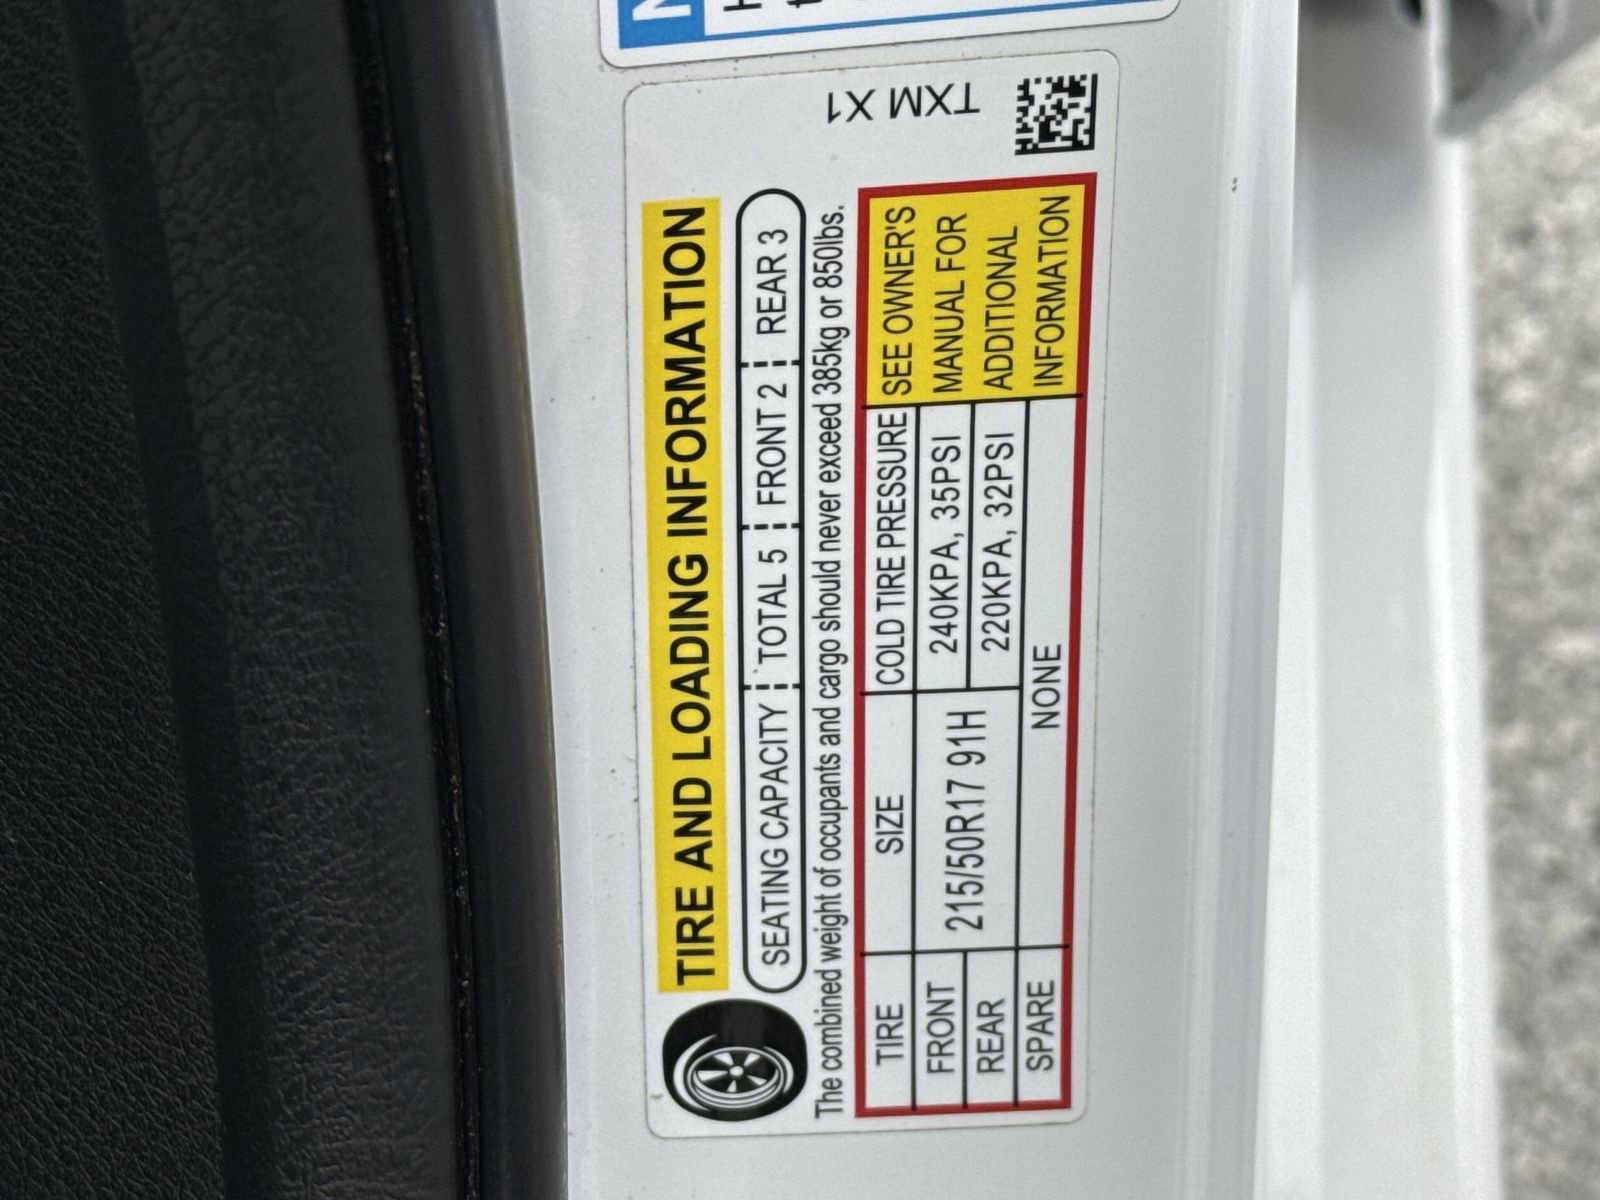 TXM X1
TIRE AND LOADING INFORMATION
SEATING CAPACITY TOTAL 5 FRONT 2 REAR 3
The combined weight of occupants and cargo should never exceed 385kg or 850lbs.
TIRE SIZE COLD TIRE PRESSURE
FRONT 215/50R17 91H 240KPA, 35PSI
REAR 220KPA, 32PSI
SPARE NONE
SEE OWNER'S
MANUAL FOR
ADDITIONAL
INFORMATION